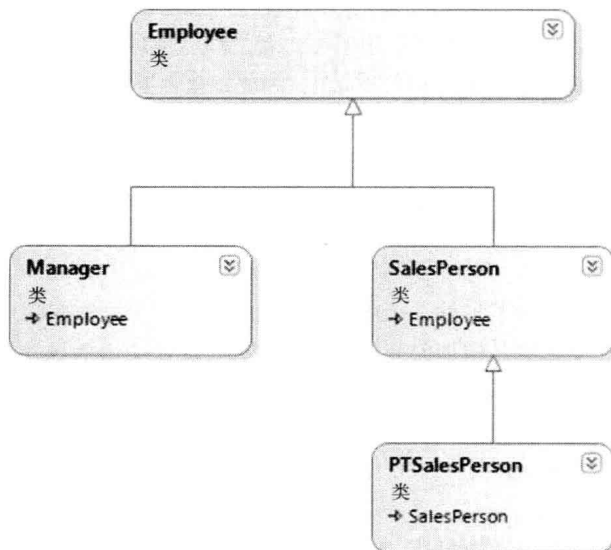 Employee
类
Manager
类
Employee
SalesPerson
类
Employee
PTSalesPerson
类
SalesPerson